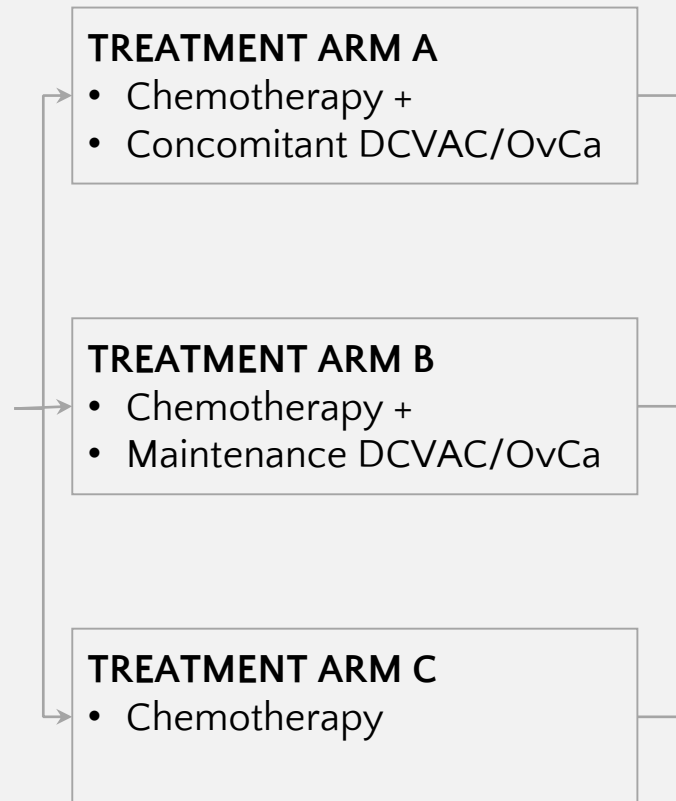 TREATMENT ARM A
• Chemotherapy +
• Concomitant DCVAC/OvCa
TREATMENT ARM B
• Chemotherapy +
• Maintenance DCVAC/OvCa
TREATMENT ARM C
• Chemotherapy